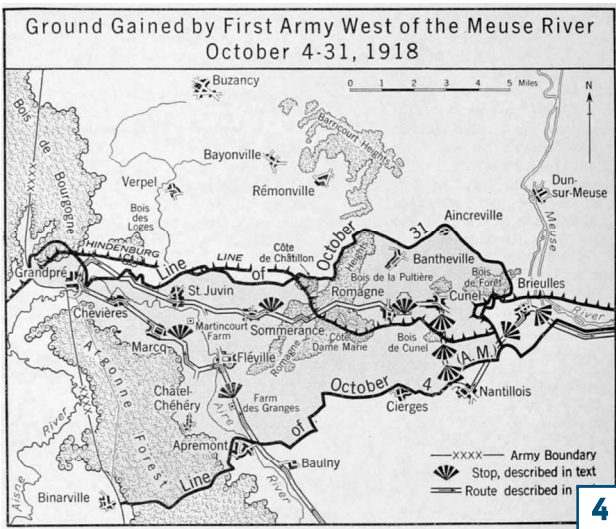 Ground Gained by First Army West of the Meuse River
October 4-31, 1918
Buzancy
0 1 2 3 4 5 Miles
N
Bois de Bourgogne
XXXX
Barricourt Heights
Bayonville
Verpel
Rémonville
Dun-
sur-Meuse
Meuse
Bois
des
Loges
Aincreville
HINDENBURG LINE
Côte
de Châtillon
Line of October 31
Bantheville
Grandpré
Bois de la Pultière
Bois
de Forêt
Brieulles
Romagne
Heights
Cunel
River
St. Juvin
Chevières
Martincourt
Farm
Sommerance
Marcq
Romagne
Côte
Dame Marie
Bois
de Cunel
(A.M.)
Fléville
Argonne Forest
Châtel-
Chéhéry
Farm
des Granges
Line of October 4
Cierges
Nantillois
Aire River
Apremont
Baulny
Aisne River
Binarville
XXXX Army Boundary
Stop, described in text
Route described in
4